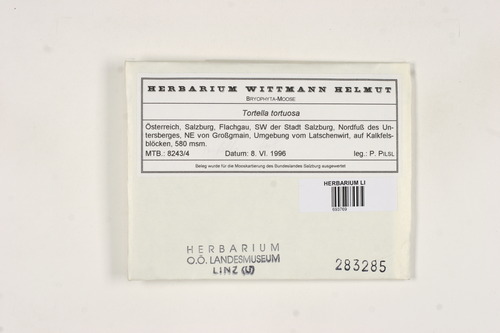 HERBARIUM WITTMANN HELMUT
BRYOPHYTA-MOOSE
Tortella tortuosa
Österreich, Salzburg, Flachgau, SW der Stadt Salzburg, Nordfuß des Un-
tersberges, NE von Großgmain, Umgebung vom Latschenwirt, auf Kalkfels-
blöcken, 580 msm.
MTB.: 8243/4 Datum: 8. VI. 1996 leg.: P. PILSL
Beleg wurde für die Mooskartierung des Bundeslandes Salzburg ausgewertet
HERBARIUM LI
HERBARIUM
O.Ö. LANDESMUSEUM
LINZ (LI)
283285